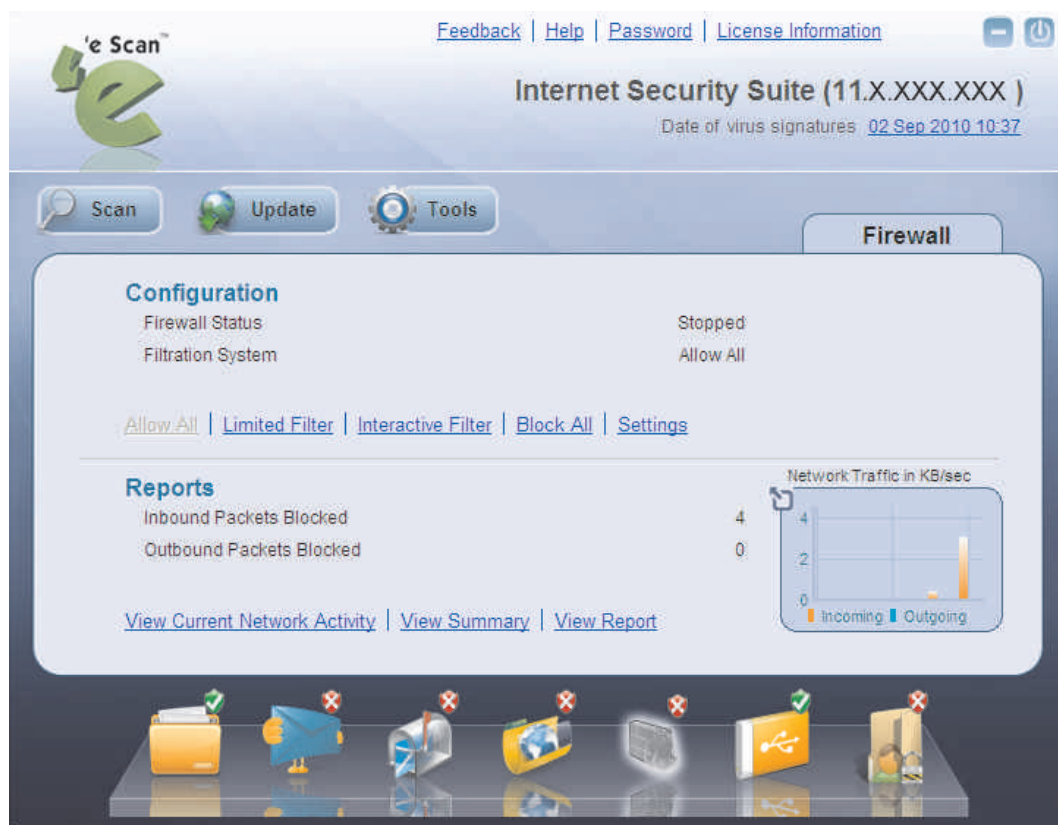 'e Scan™
Feedback | Help | Password | License Information
Internet Security Suite (11.X.XXX.XXX )
Date of virus signatures 02 Sep 2010 10:37
Scan
Update
Tools
Firewall
Configuration
Firewall Status Stopped
Filtration System Allow All
Allow All | Limited Filter | Interactive Filter | Block All | Settings
Reports
Inbound Packets Blocked 4
Outbound Packets Blocked 0
View Current Network Activity | View Summary | View Report
Network Traffic in KB/sec
4
2
0
Incoming Outgoing